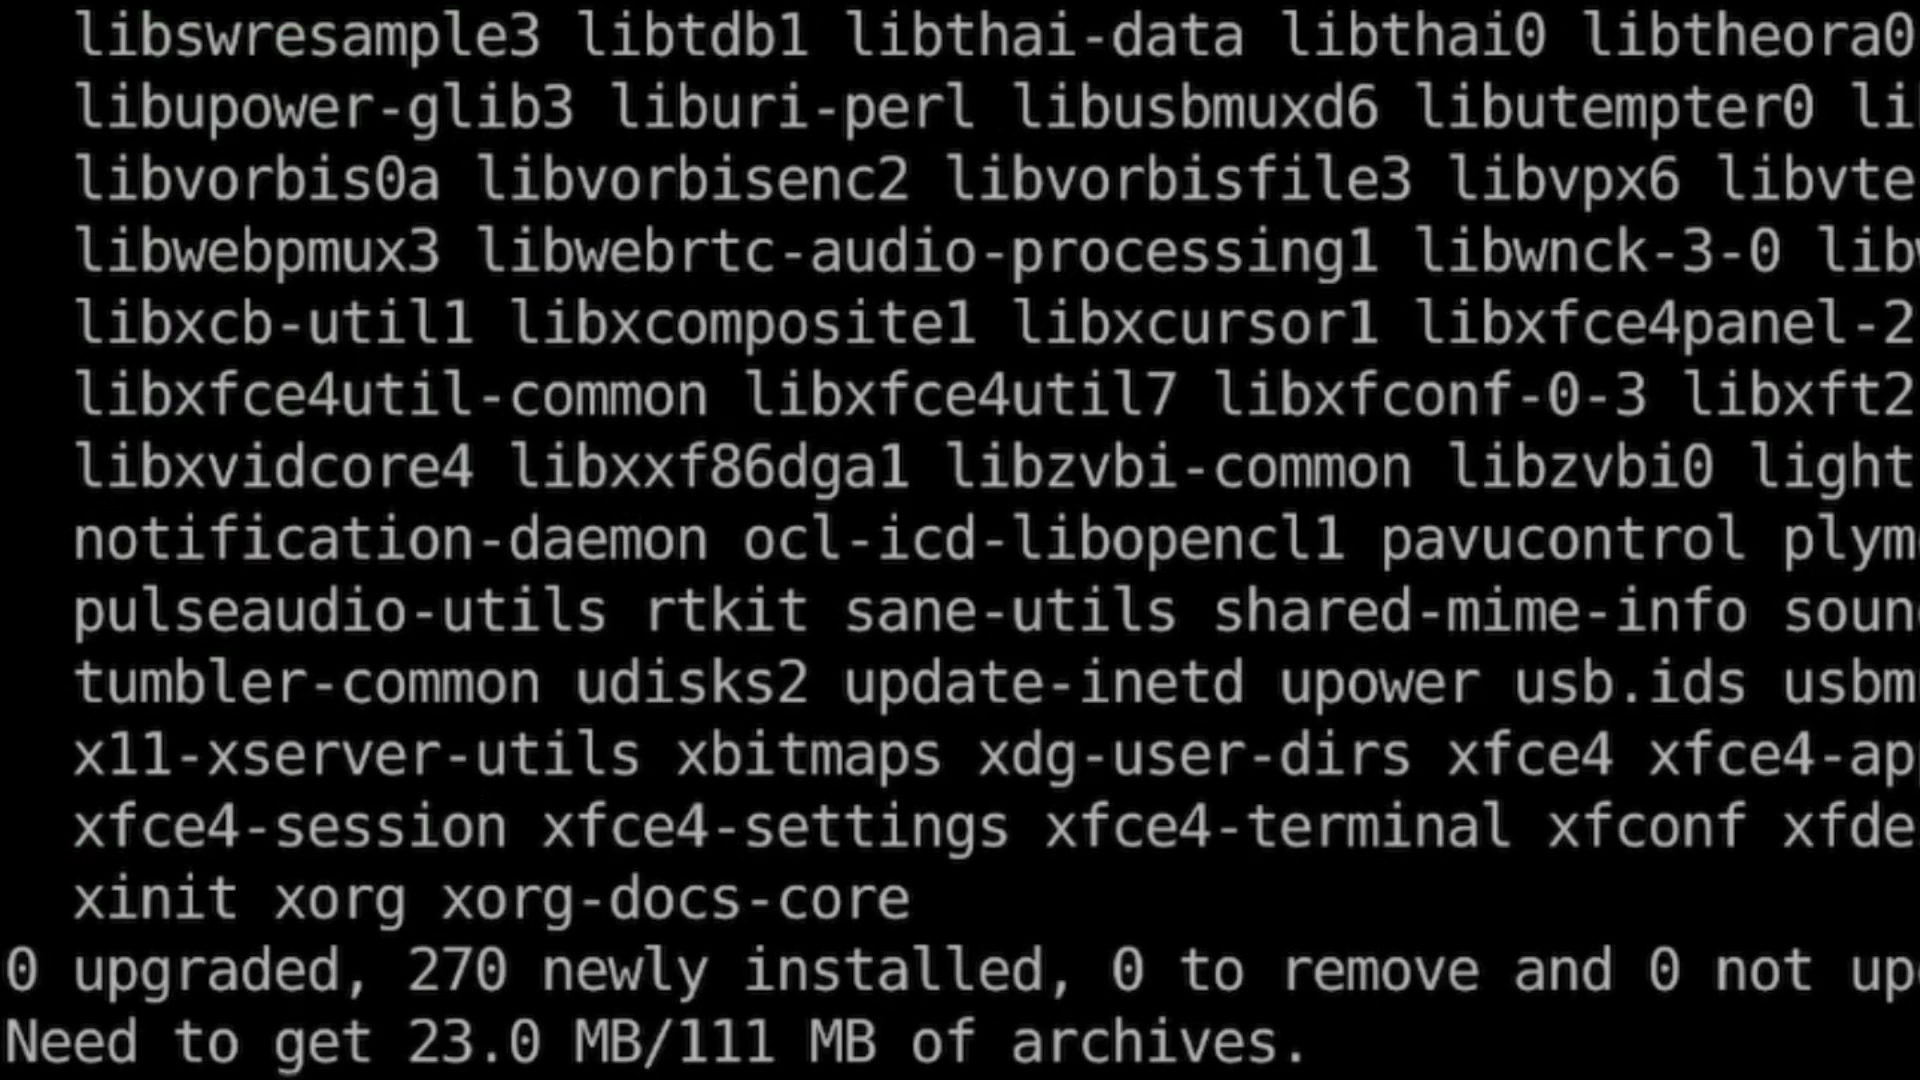 libswresample3 libtdb1 libthai-data libthai0 libtheora0
libupower-glib3 liburi-perl libusbmuxd6 libutempter0 li
libvorbis0a libvorbisenc2 libvorbisfile3 libvpx6 libvte
libwebpmux3 libwebrtc-audio-processing1 libwnck-3-0 lib
libxcb-util1 libxcomposite1 libxcursor1 libxfce4panel-2
libxfce4util-common libxfce4util7 libxfconf-0-3 libxft2
libxvidcore4 libxxf86dga1 libzvbi-common libzvbi0 light
notification-daemon ocl-icd-libopencl1 pavucontrol plym
pulseaudio-utils rtkit sane-utils shared-mime-info soun
tumbler-common udisks2 update-inetd upower usb.ids usbm
x11-xserver-utils xbitmaps xdg-user-dirs xfce4 xfce4-ap
xfce4-session xfce4-settings xfce4-terminal xfconf xfde
xinit xorg xorg-docs-core
0 upgraded, 270 newly installed, 0 to remove and 0 not up
Need to get 23.0 MB/111 MB of archives.